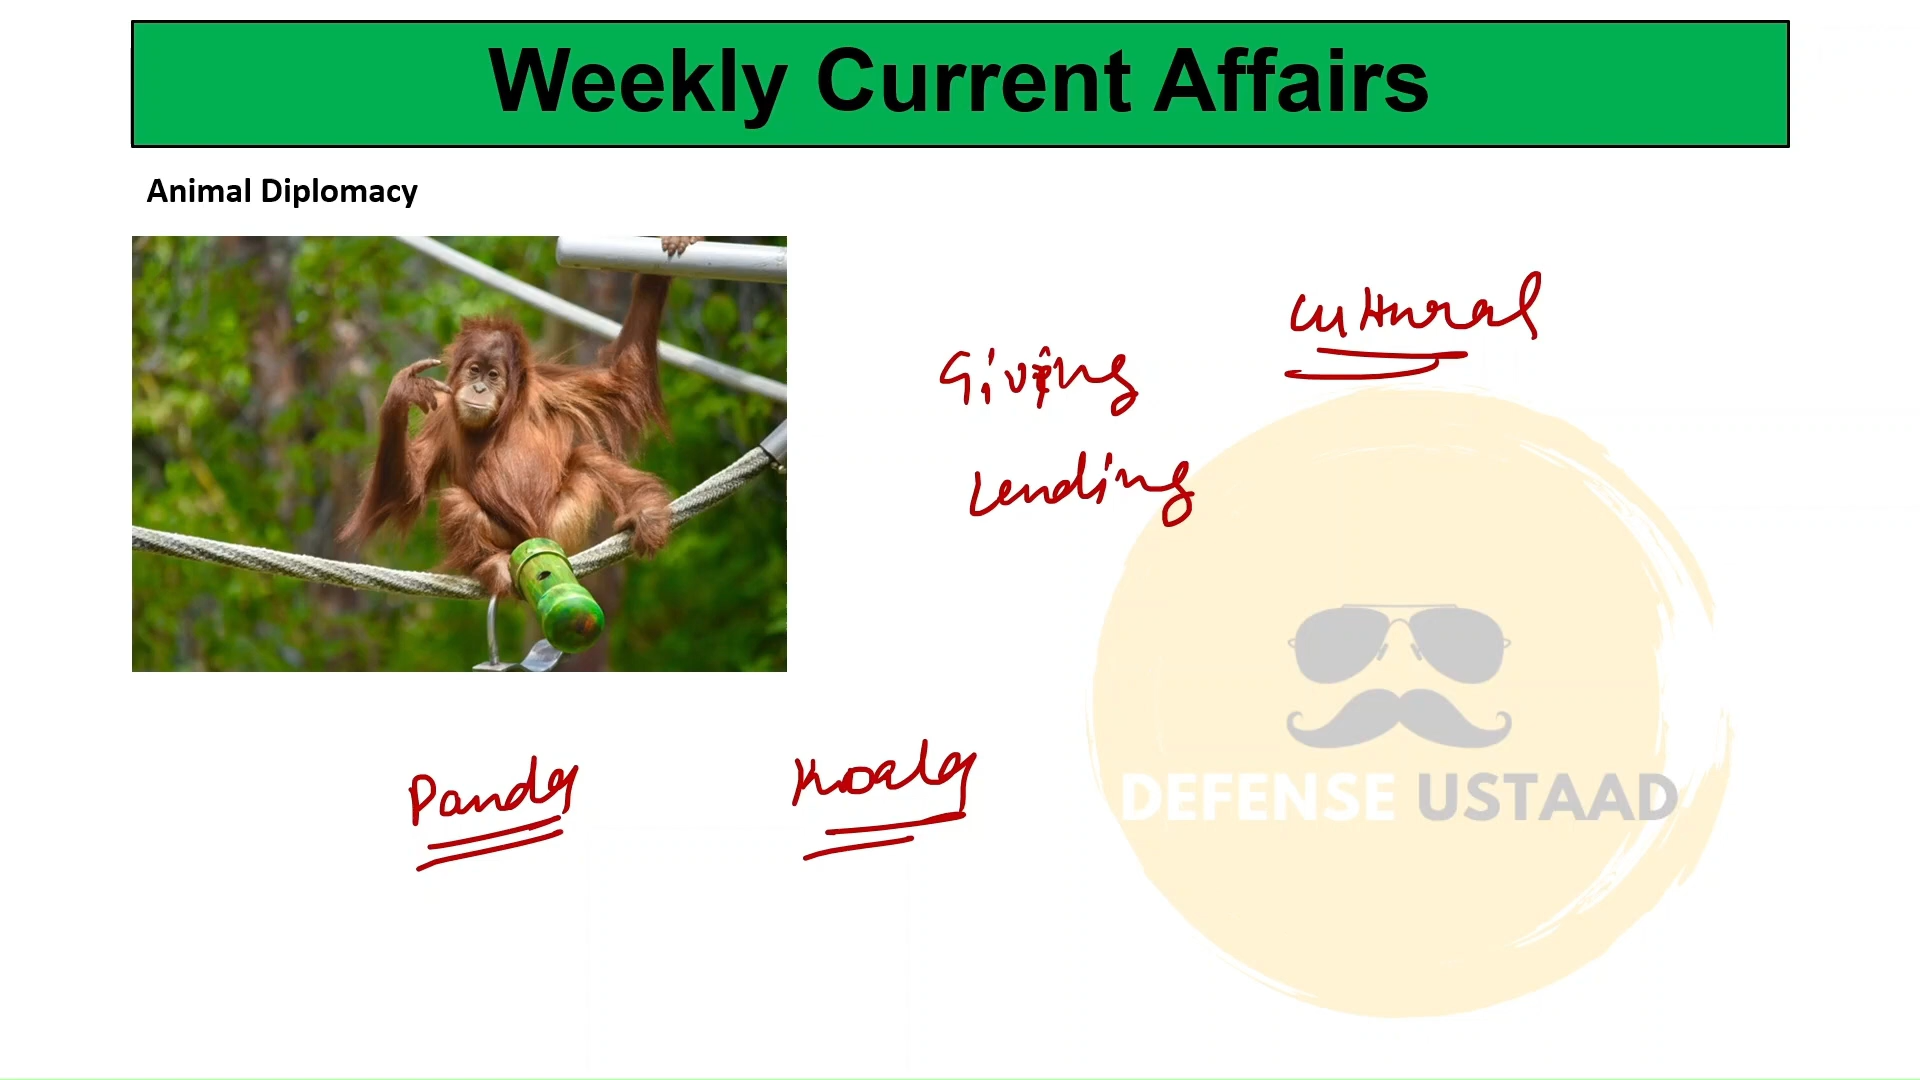 Weekly Current Affairs
Animal Diplomacy
Cultural
Giving
Lending
Panda
Koala
DEFENSE USTAAD